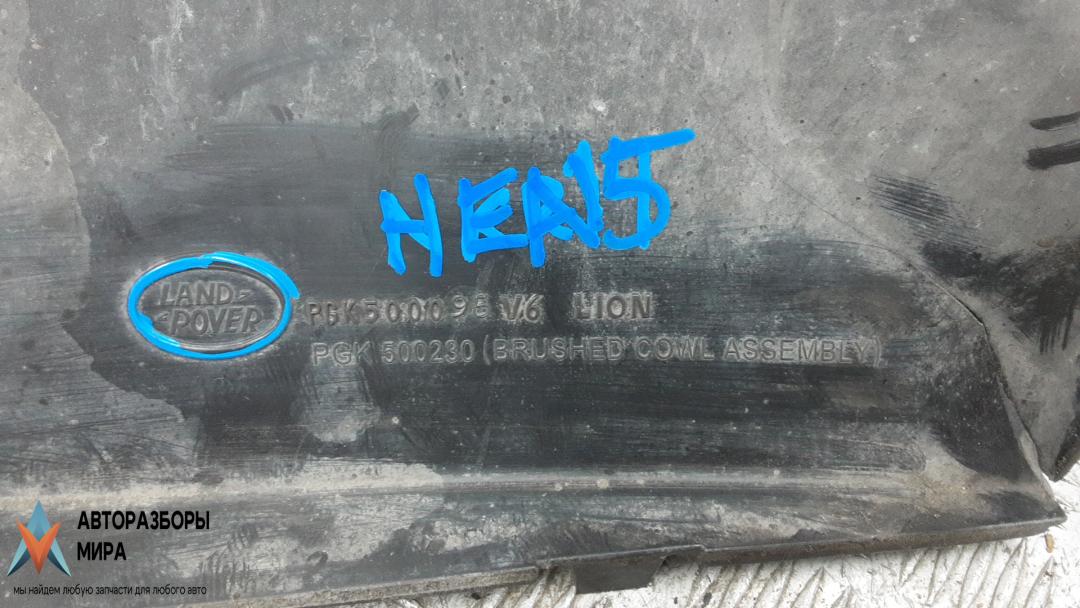 HEA15
LAND-
-ROVER
PGK500098 V6 LION
PGK 500230 (BRUSHED COWL ASSEMBLY)
АВТОРАЗБОРЫ
МИРА
мы найдем любую запчасти для любого авто